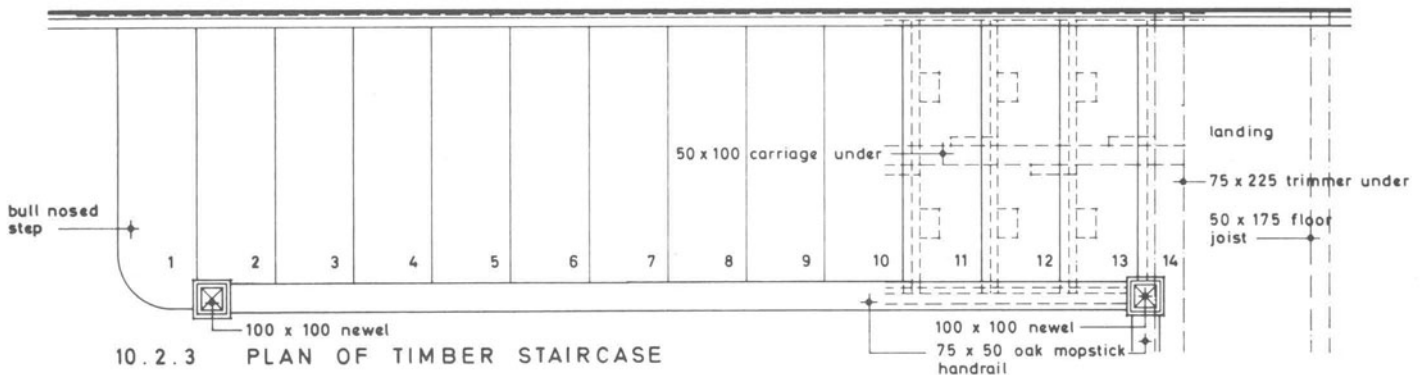 landing
50 x 100 carriage under
75 x 225 trimmer under
bull nosed
step
50 x 175 floor
joist
1 2 3 4 5 6 7 8 9 10 11 12 13 14
100 x 100 newel
100 x 100 newel
10.2.3 PLAN OF TIMBER STAIRCASE
75 x 50 oak mopstick
handrail